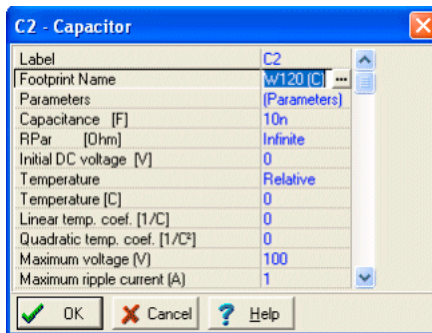 C2 - Capacitor
Label C2
Footprint Name W120 (C) ...
Parameters (Parameters)
Capacitance [F] 10n
RPar [Ohm] Infinite
Initial DC voltage [V] 0
Temperature Relative
Temperature [C] 0
Linear temp. coef. [1/C] 0
Quadratic temp. coef. [1/C²] 0
Maximum voltage (V) 100
Maximum ripple current (A) 1
OK Cancel ? Help